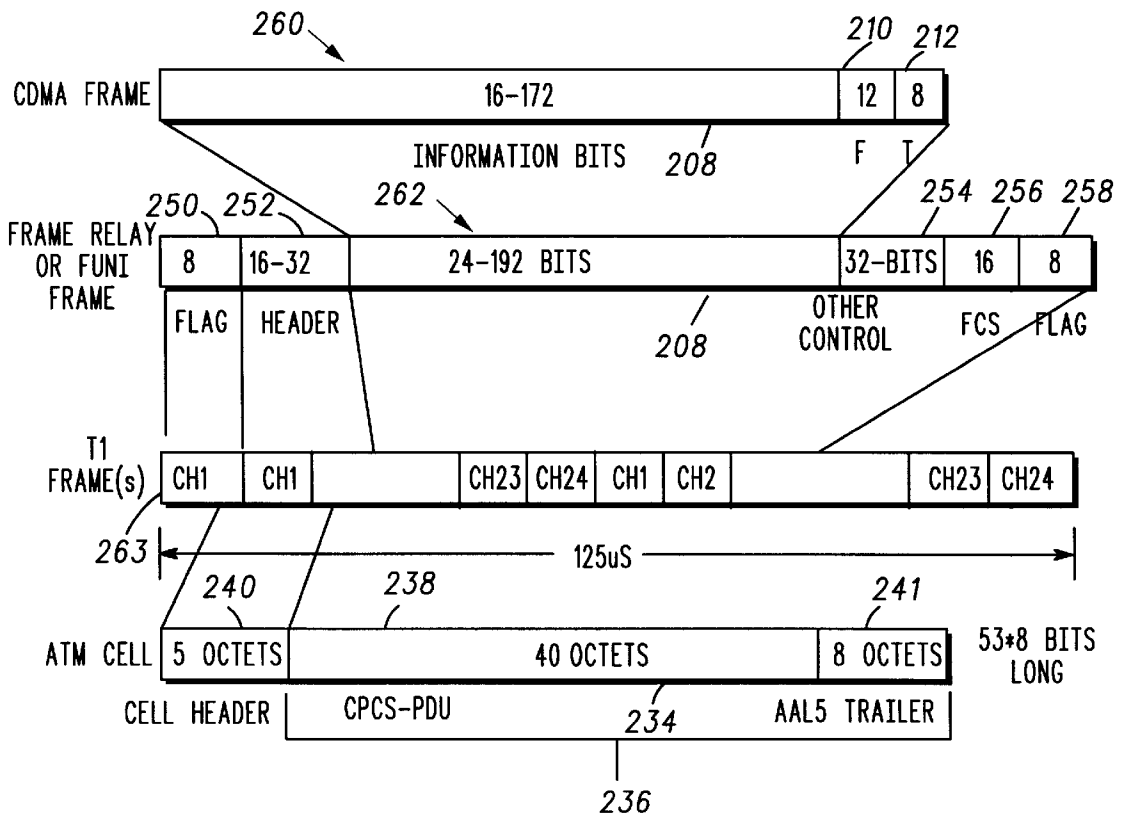 260
210
212
CDMA FRAME
16-172
12
8
INFORMATION BITS
208
F
T
250
252
262
254
256
258
FRAME RELAY
OR FUNI
FRAME
8
16-32
24-192 BITS
32-BITS
16
8
FLAG
HEADER
208
OTHER
CONTROL
FCS
FLAG
T1
FRAME(s)
CH1
CH1
CH23
CH24
CH1
CH2
CH23
CH24
263
125uS
240
238
241
ATM CELL
5 OCTETS
40 OCTETS
8 OCTETS
53*8 BITS
LONG
CELL HEADER
CPCS-PDU
234
AAL5 TRAILER
236